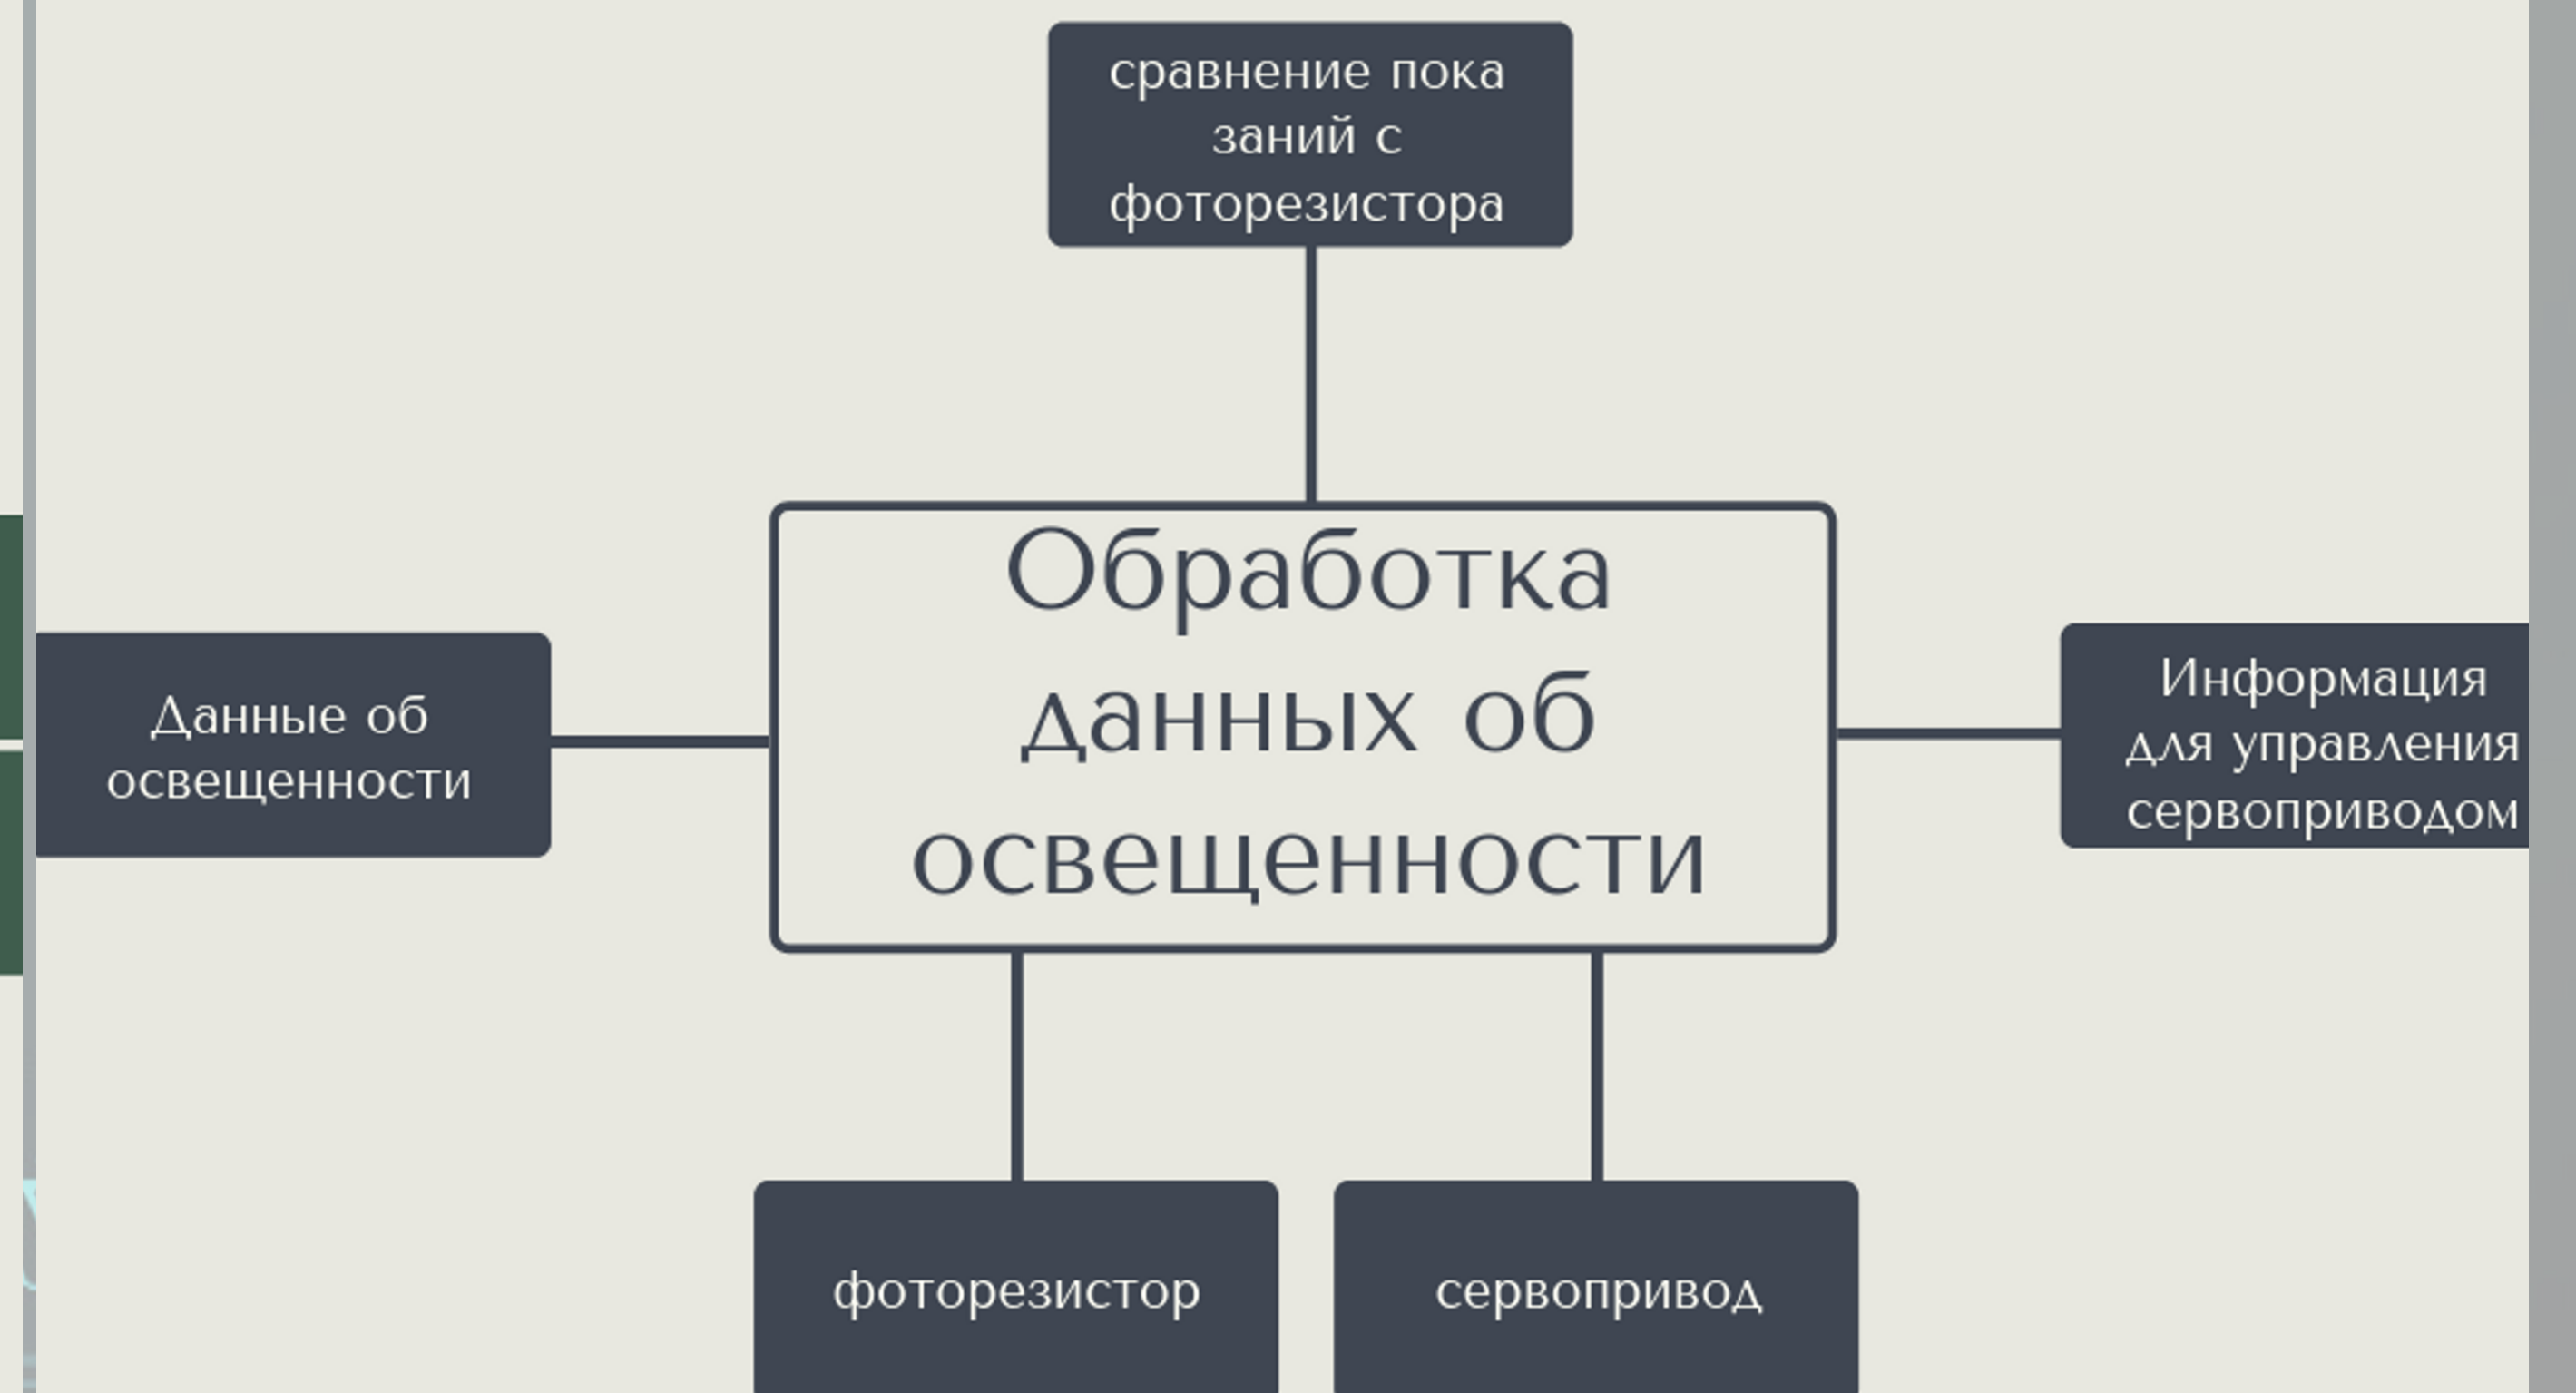 сравнение пока
заний с
фоторезистора
Обработка
данных об
освещенности
Данные об
освещенности
Информация
для управления
сервоприводом
фоторезистор
сервопривод